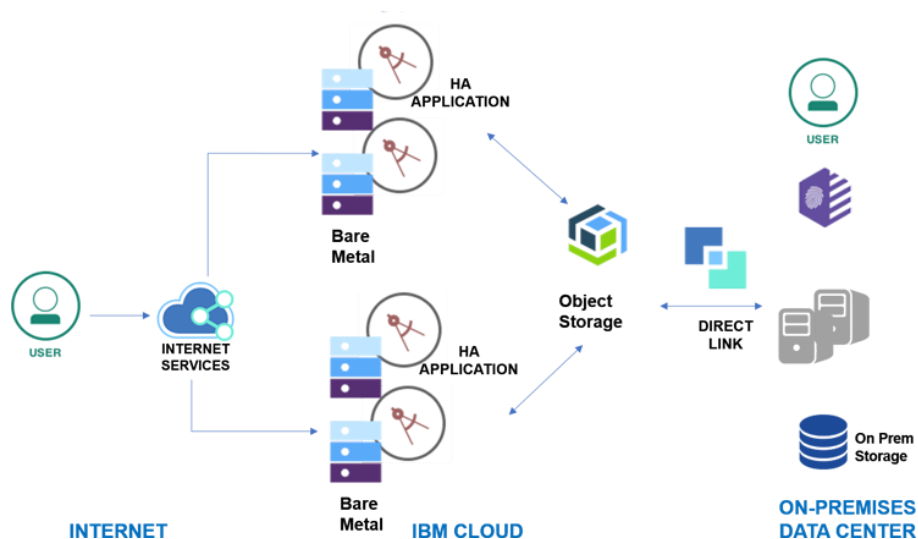 HA
APPLICATION
Bare
Metal
USER
INTERNET
SERVICES
HA
APPLICATION
Bare
Metal
Object
Storage
DIRECT
LINK
USER
On Prem
Storage
INTERNET
IBM CLOUD
ON-PREMISES
DATA CENTER